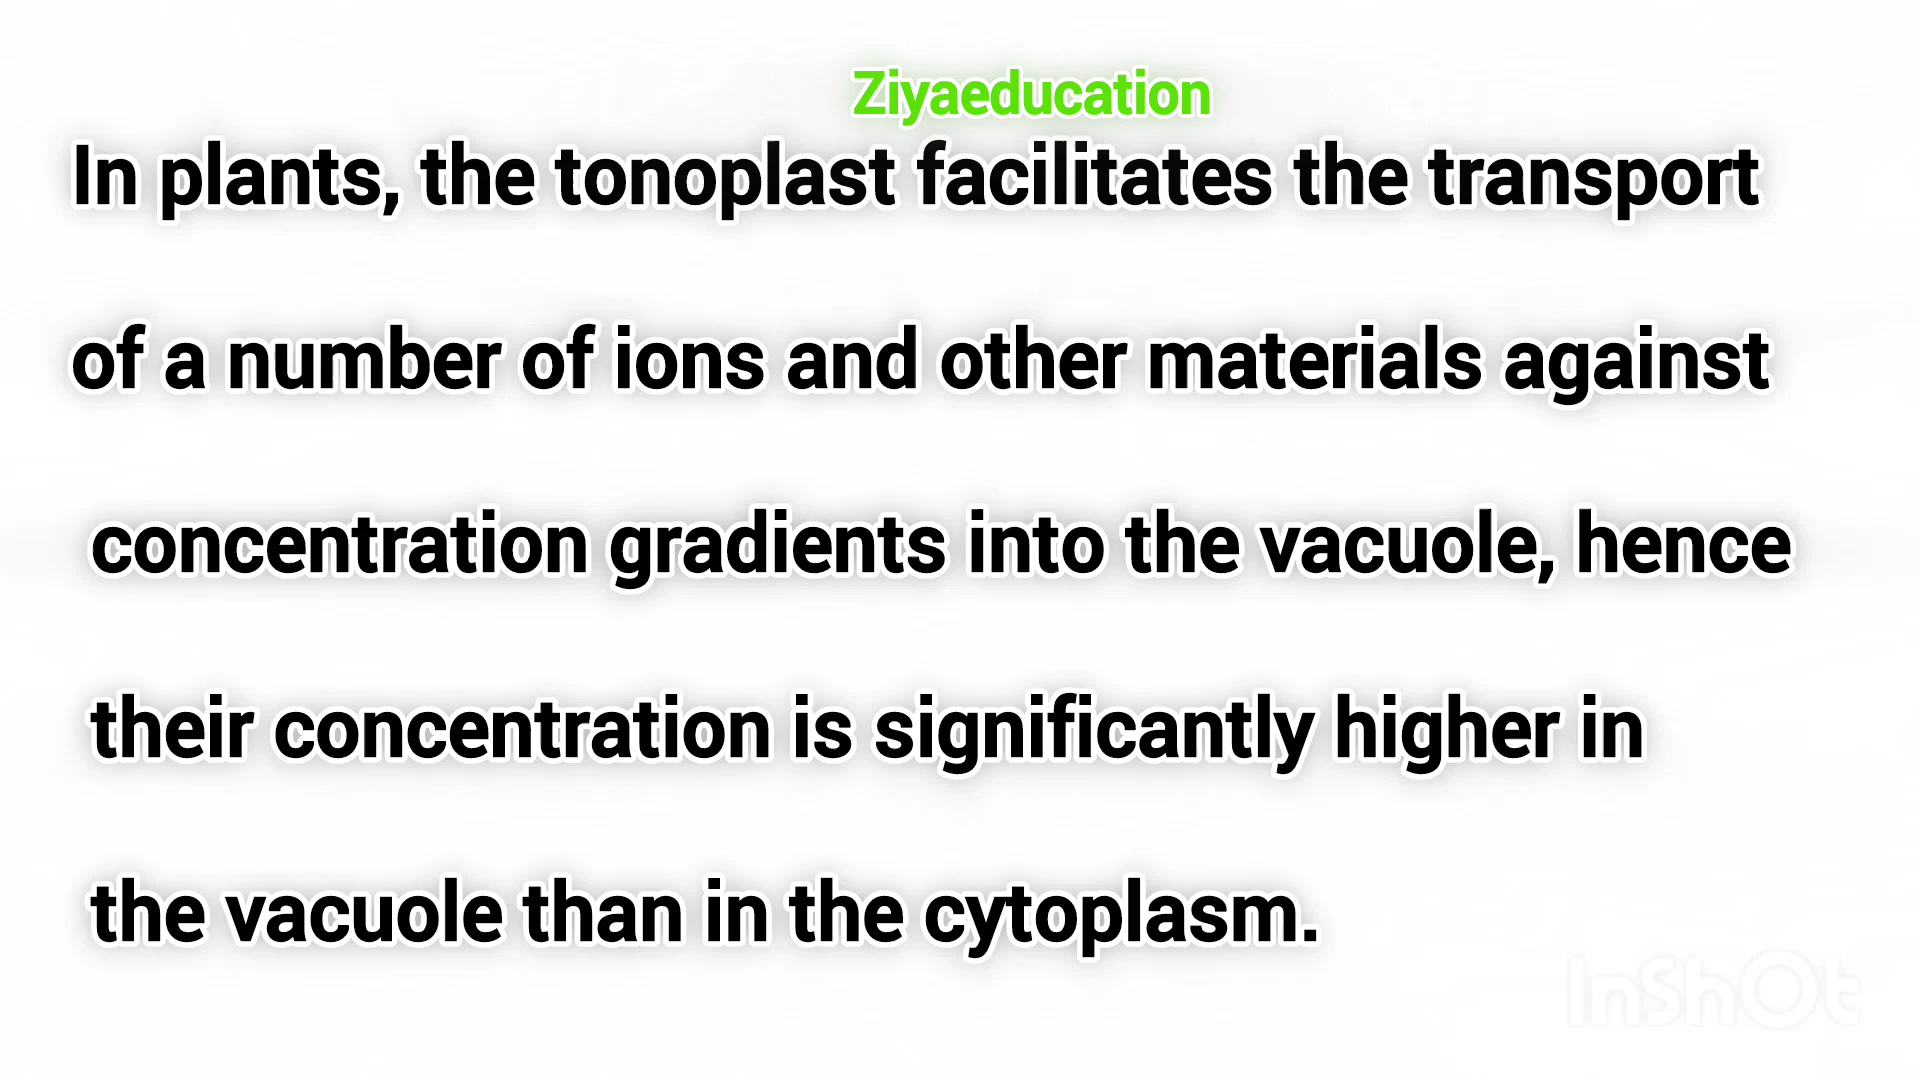 Ziyaeducation
In plants, the tonoplast facilitates the transport
of a number of ions and other materials against
concentration gradients into the vacuole, hence
their concentration is significantly higher in
the vacuole than in the cytoplasm.
InShOt